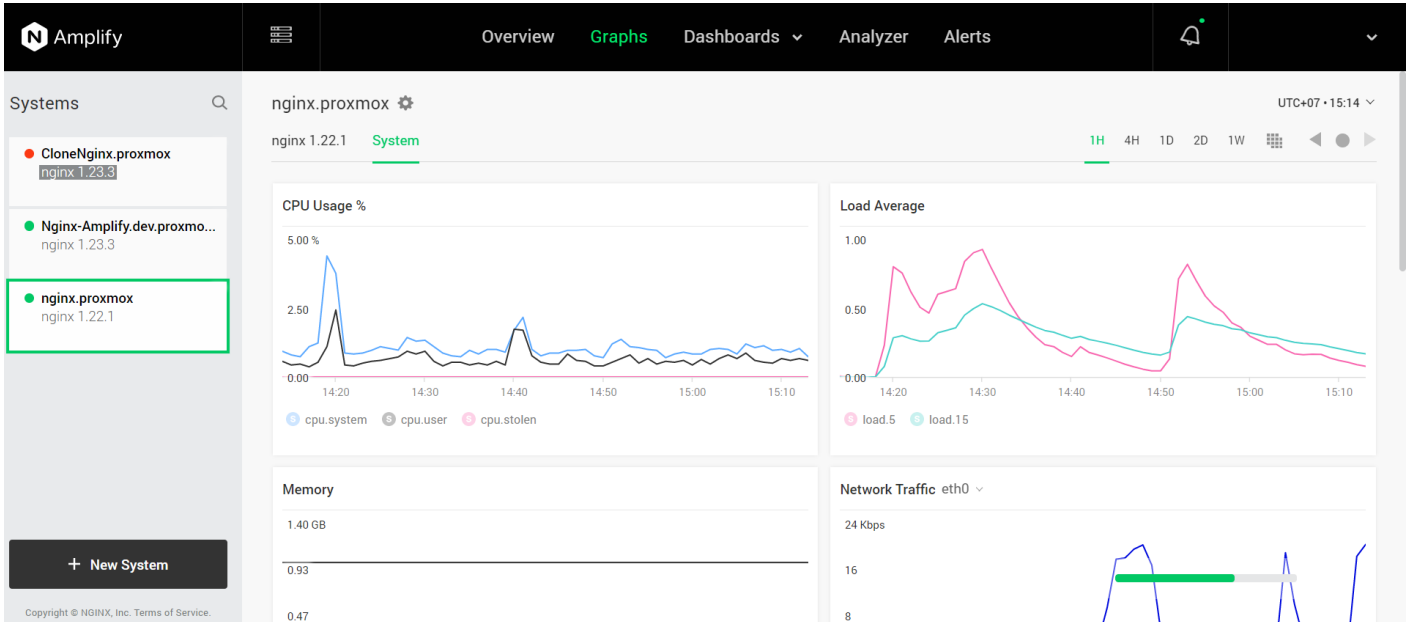 N Amplify
Overview Graphs Dashboards Analyzer Alerts
Systems
CloneNginx.proxmox
nginx 1.23.3
Nginx-Amplify.dev.proxmo...
nginx 1.23.3
nginx.proxmox
nginx 1.22.1
+ New System
Copyright © NGINX, Inc. Terms of Service.
nginx.proxmox
UTC+07 • 15:14
nginx 1.22.1 System
1H 4H 1D 2D 1W
CPU Usage %
5.00 %
2.50
0.00
14:20 14:30 14:40 14:50 15:00 15:10
S cpu.system S cpu.user S cpu.stolen
Load Average
1.00
0.50
0.00
14:20 14:30 14:40 14:50 15:00 15:10
S load.5 S load.15
Memory
1.40 GB
0.93
0.47
Network Traffic eth0
24 Kbps
16
8